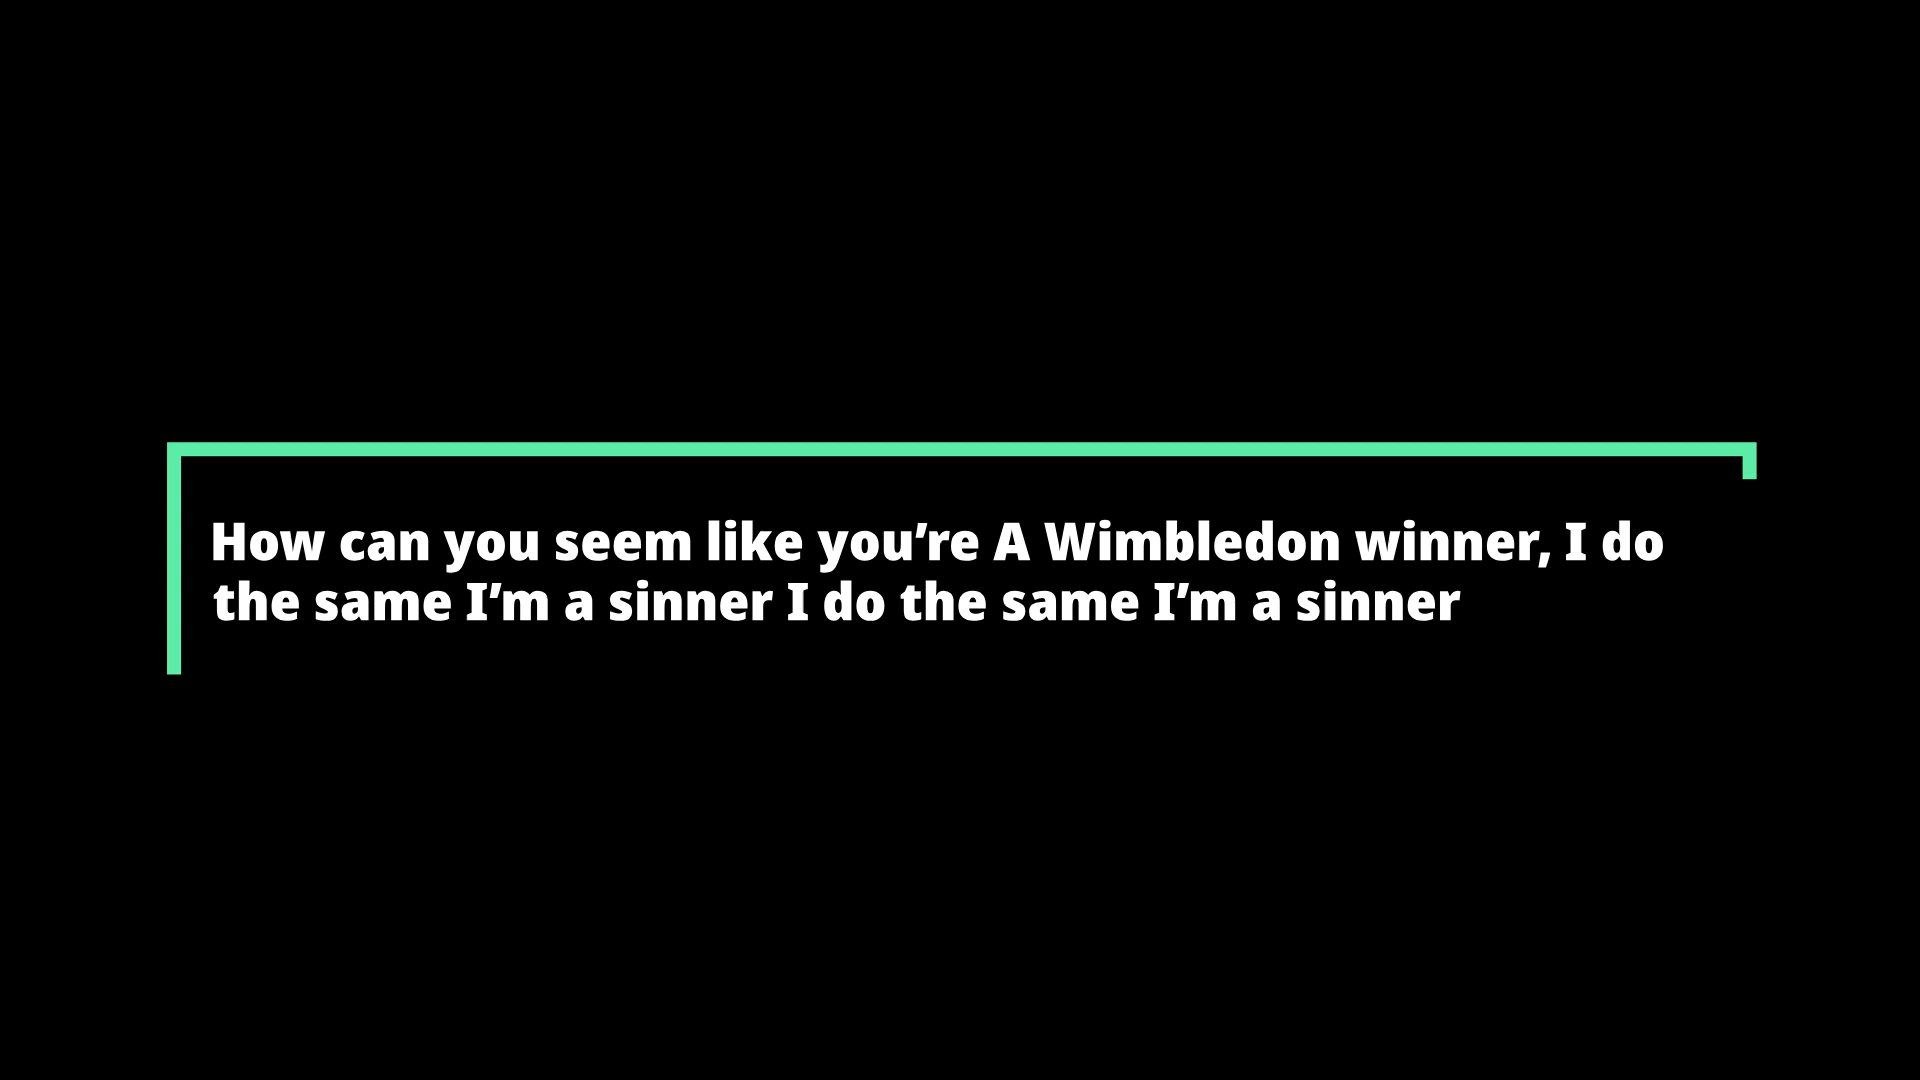 How can you seem like you’re A Wimbledon winner, I do
the same I’m a sinner I do the same I’m a sinner